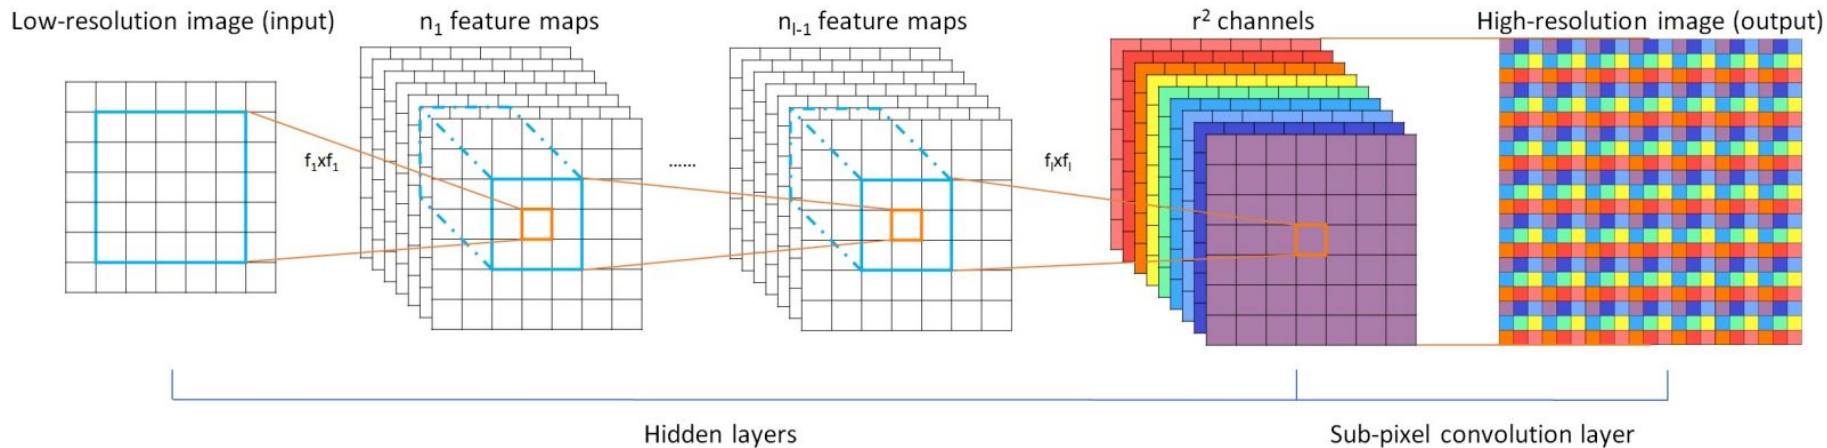 Low-resolution image (input)
n₁ feature maps
nₗ₋₁ feature maps
r² channels
High-resolution image (output)
f₁xf₁
......
fₗxfₗ
Hidden layers
Sub-pixel convolution layer